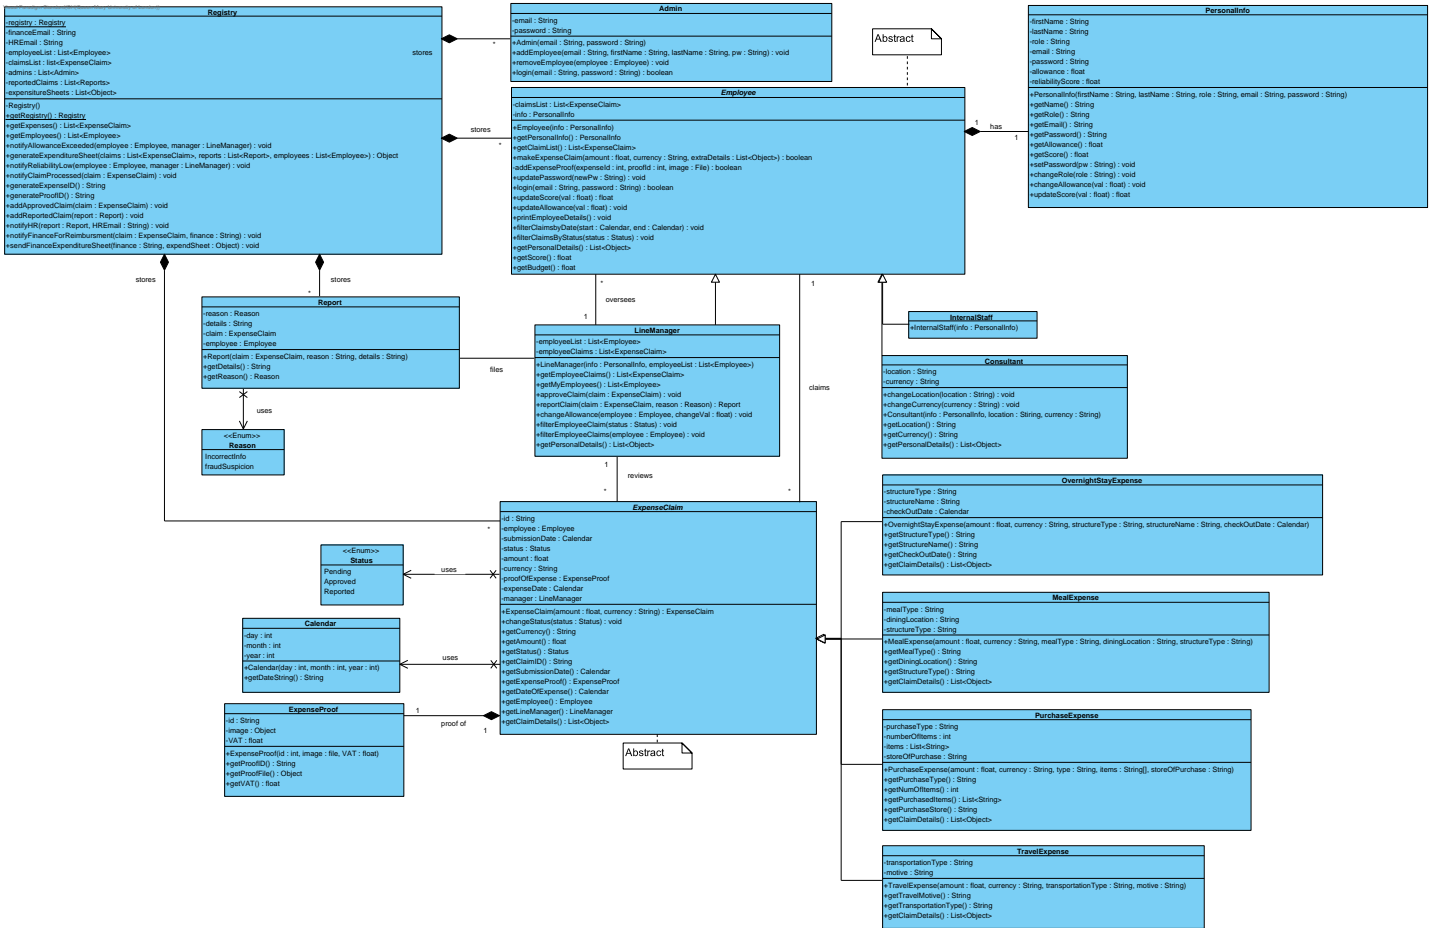 Registry
-registry : Registry
-financeEmail : String
-HREmail : String
-employeeList : List<Employee>
-claimsList : list<ExpenseClaim>
-admins : List<Admin>
-reportedClaims : List<Reports>
-expensitureSheets : List<Object>
-Registry()
+getRegistry() : Registry
+getExpenses() : List<ExpenseClaim>
+getEmployees() : List<Employee>
+notifyAllowanceExceeded(employee : Employee, manager : LineManager) : void
+generateExpenditureSheet(claims : List<ExpenseClaim>, reports : List<Report>, employees : List<Employee>) : Object
+notifyReliabilityLow(employee : Employee, manager : LineManager) : void
+notifyClaimProcessed(claim : ExpenseClaim) : void
+generateExpenseID() : String
+generateProofID() : String
+addApprovedClaim(claim : ExpenseClaim) : void
+addReportedClaim(report : Report) : void
+notifyHR(report : Report, HREmail : String) : void
+notifyFinanceForReimbursment(claim : ExpenseClaim, finance : String) : void
+sendFinanceExpenditureSheet(finance : String, expendSheet : Object) : void
stores
*
Admin
-email : String
-password : String
+Admin(email : String, password : String)
+addEmployee(email : String, firstName : String, lastName : String, pw : String) : void
+removeEmployee(employee : Employee) : void
+login(email : String, password : String) : boolean
Abstract
PersonalInfo
-firstName : String
-lastName : String
-role : String
-email : String
-password : String
-allowance : float
-reliabilityScore : float
+PersonalInfo(firstName : String, lastName : String, role : String, email : String, password : String)
+getName() : String
+getRole() : String
+getEmail() : String
+getPassword() : String
+getAllowance() : float
+getScore() : float
+setPassword(pw : String) : void
+changeRole(role : String) : void
+changeAllowance(val : float) : void
+updateScore(val : float) : float
stores
*
Employee
-claimsList : List<ExpenseClaim>
-info : PersonalInfo
+Employee(info : PersonalInfo)
+getPersonalInfo() : PersonalInfo
+getClaimList() : List<ExpenseClaim>
+makeExpenseClaim(amount : float, currency : String, extraDetails : List<Object>) : boolean
-addExpenseProof(expenseId : int, proofId : int, image : File) : boolean
+updatePassword(newPw : String) : void
+login(email : String, password : String) : boolean
+updateScore(val : float) : float
+updateAllowance(val : float) : void
+printEmployeeDetails() : void
+filterClaimsbyDate(start : Calendar, end : Calendar) : void
+filterClaimsByStatus(status : Status) : void
+getPersonalDetails() : List<Object>
+getScore() : float
+getBudget() : float
1
has
1
stores
stores
*
*
oversees
1
1
Report
-reason : Reason
-details : String
-claim : ExpenseClaim
-employee : Employee
+Report(claim : ExpenseClaim, reason : String, details : String)
+getDetails() : String
+getReason() : Reason
files
uses
<<Enum>>
Reason
IncorrectInfo
fraudSuspicion
LineManager
-employeeList : List<Employee>
-employeeClaims : List<ExpenseClaim>
+LineManager(info : PersonalInfo, employeeList : List<Employee>)
+getEmployeeClaims() : List<ExpenseClaim>
+getMyEmployees() : List<Employee>
+approveClaim(claim : ExpenseClaim) : void
+reportClaim(claim : ExpenseClaim, reason : Reason) : Report
+changeAllowance(employee : Employee, changeVal : float) : void
+filterEmployeeClaim(status : Status) : void
+filterEmployeeClaims(employee : Employee) : void
+getPersonalDetails() : List<Object>
claims
InternalStaff
+InternalStaff(info : PersonalInfo)
Consultant
-location : String
-currency : String
+changeLocation(location : String) : void
+changeCurrency(currency : String) : void
+Consultant(info : PersonalInfo, location : String, currency : String)
+getLocation() : String
+getCurrency() : String
+getPersonalDetails() : List<Object>
1
reviews
*
*
*
ExpenseClaim
-id : String
-employee : Employee
-submissionDate : Calendar
-status : Status
-amount : float
-currency : String
-proofOfExpense : ExpenseProof
-expenseDate : Calendar
-manager : LineManager
+ExpenseClaim(amount : float, currency : String) : ExpenseClaim
+changeStatus(status : Status) : void
+getCurrency() : String
+getAmount() : float
+getStatus() : Status
+getClaimID() : String
+getSubmissionDate() : Calendar
+getExpenseProof() : ExpenseProof
+getDateOfExpense() : Calendar
+getEmployee() : Employee
+getLineManager() : LineManager
+getClaimDetails() : List<Object>
Abstract
<<Enum>>
Status
Pending
Approved
Reported
uses
Calendar
-day : int
-month : int
-year : int
+Calendar(day : int, month : int, year : int)
+getDateString() : String
uses
ExpenseProof
-id : String
-image : Object
-VAT : float
+ExpenseProof(id : int, image : file, VAT : float)
+getProofID() : String
+getProofFile() : Object
+getVAT() : float
1
proof of
1
OvernightStayExpense
-structureType : String
-structureName : String
-checkOutDate : Calendar
+OvernightStayExpense(amount : float, currency : String, structureType : String, structureName : String, checkOutDate : Calendar)
+getStructureType() : String
+getStructureName() : String
+getCheckOutDate() : String
+getClaimDetails() : List<Object>
MealExpense
-mealType : String
-diningLocation : String
-structureType : String
+MealExpense(amount : float, currency : String, mealType : String, diningLocation : String, structureType : String)
+getMealType() : String
+getDiningLocation() : String
+getStructureType() : String
+getClaimDetails() : List<Object>
PurchaseExpense
-purchaseType : String
-numberOfItems : int
-items : List<String>
-storeOfPurchase : String
+PurchaseExpense(amount : float, currency : String, type : String, items : String[], storeOfPurchase : String)
+getPurchaseType() : String
+getNumOfItems() : int
+getPurchasedItems() : List<String>
+getPurchaseStore() : String
+getClaimDetails() : List<Object>
TravelExpense
-transportationType : String
-motive : String
+TravelExpense(amount : float, currency : String, transportationType : String, motive : String)
+getTravelMotive() : String
+getTransportationType() : String
+getClaimDetails() : List<Object>